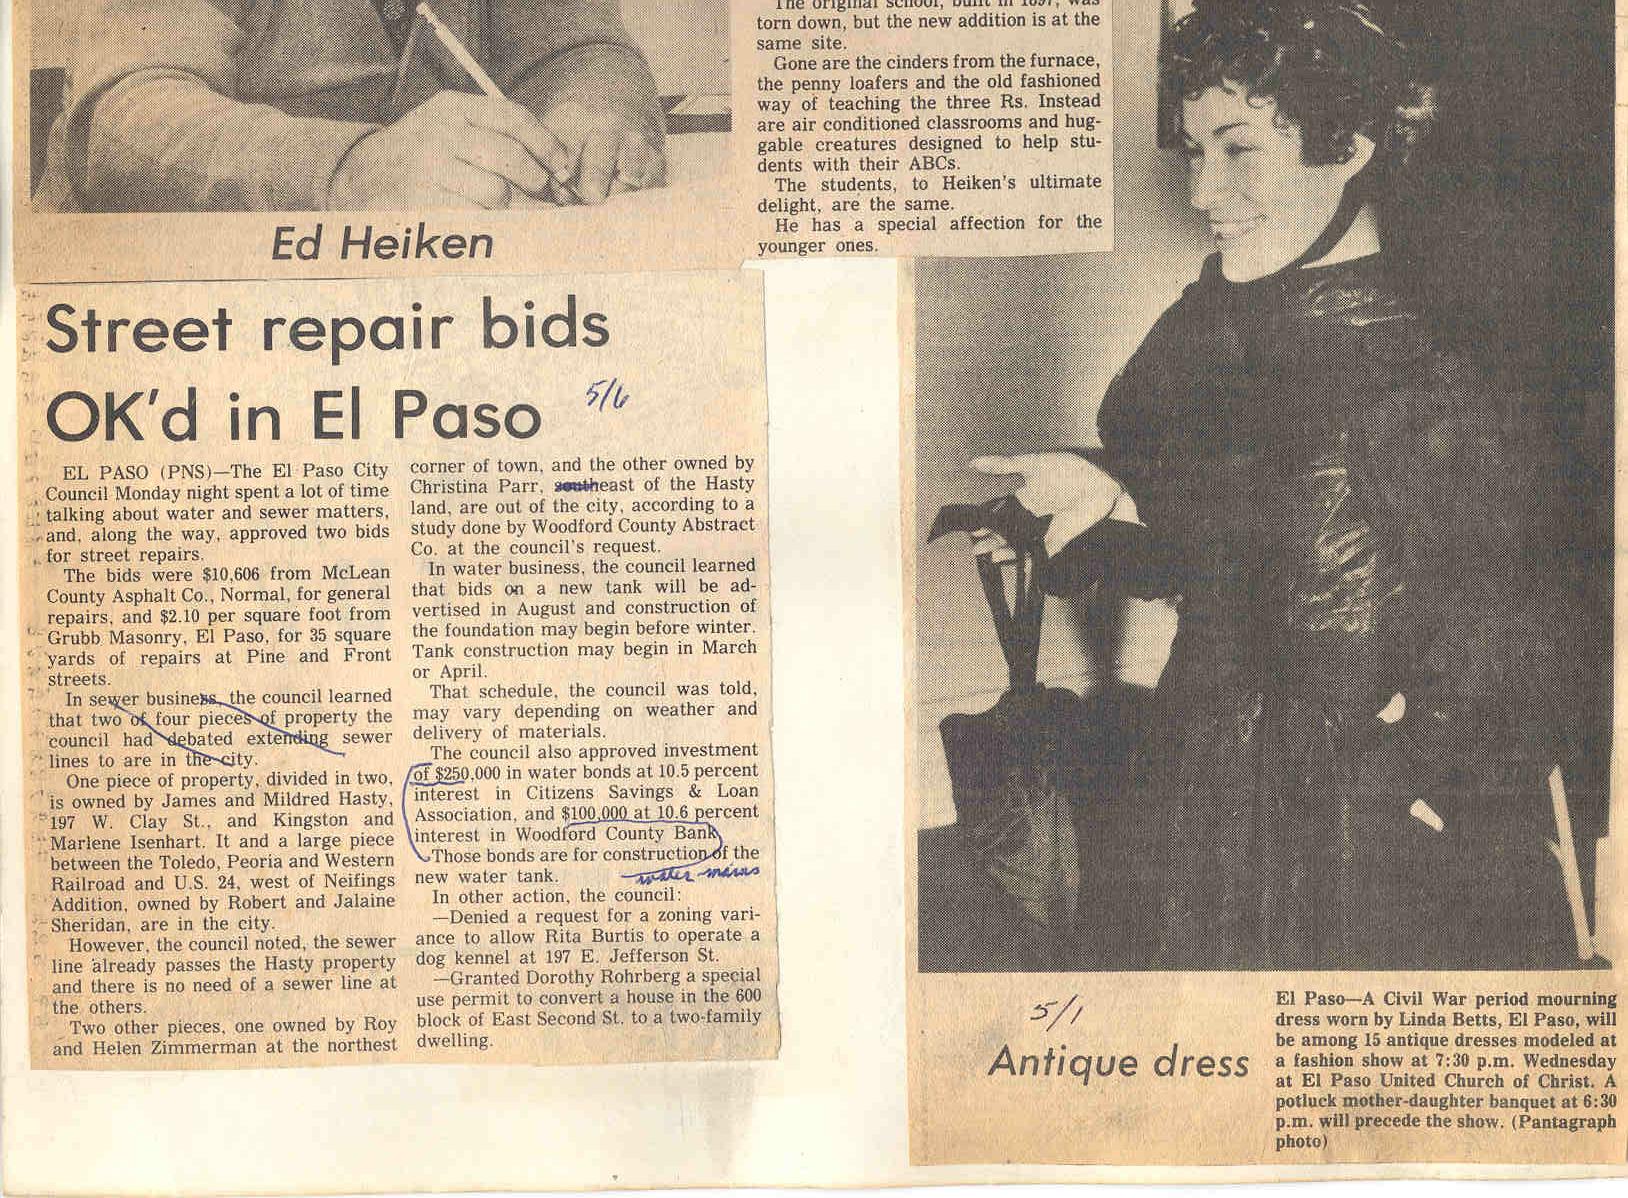 The original school, built in 1897, was
torn down, but the new addition is at the
same site.
Gone are the cinders from the furnace,
the penny loafers and the old fashioned
way of teaching the three Rs. Instead
are air conditioned classrooms and hug-
gable creatures designed to help stu-
dents with their ABCs.
The students, to Heiken's ultimate
delight, are the same.
He has a special affection for the
younger ones.
Ed Heiken
Street repair bids
OK'd in El Paso
5/6
EL PASO (PNS)—The El Paso City
Council Monday night spent a lot of time
talking about water and sewer matters,
and, along the way, approved two bids
for street repairs.
The bids were $10,606 from McLean
County Asphalt Co., Normal, for general
repairs, and $2.10 per square foot from
Grubb Masonry, El Paso, for 35 square
yards of repairs at Pine and Front
streets.
In sewer business, the council learned
that two of four pieces of property the
council had debated extending sewer
lines to are in the city.
One piece of property, divided in two,
is owned by James and Mildred Hasty,
197 W. Clay St., and Kingston and
Marlene Isenhart. It and a large piece
between the Toledo, Peoria and Western
Railroad and U.S. 24, west of Neifings
Addition, owned by Robert and Jalaine
Sheridan, are in the city.
However, the council noted, the sewer
line already passes the Hasty property
and there is no need of a sewer line at
the others.
Two other pieces, one owned by Roy
and Helen Zimmerman at the northest
corner of town, and the other owned by
Christina Parr, southeast of the Hasty
land, are out of the city, according to a
study done by Woodford County Abstract
Co. at the council's request.
In water business, the council learned
that bids on a new tank will be ad-
vertised in August and construction of
the foundation may begin before winter.
Tank construction may begin in March
or April.
That schedule, the council was told,
may vary depending on weather and
delivery of materials.
The council also approved investment
of $250,000 in water bonds at 10.5 percent
interest in Citizens Savings & Loan
Association, and $100,000 at 10.6 percent
interest in Woodford County Bank
Those bonds are for construction of the
new water tank.
water mains
In other action, the council:
—Denied a request for a zoning vari-
ance to allow Rita Burtis to operate a
dog kennel at 197 E. Jefferson St.
—Granted Dorothy Rohrberg a special
use permit to convert a house in the 600
block of East Second St. to a two-family
dwelling.
5/1
Antique dress
El Paso—A Civil War period mourning
dress worn by Linda Betts, El Paso, will
be among 15 antique dresses modeled at
a fashion show at 7:30 p.m. Wednesday
at El Paso United Church of Christ. A
potluck mother-daughter banquet at 6:30
p.m. will precede the show. (Pantagraph
photo)